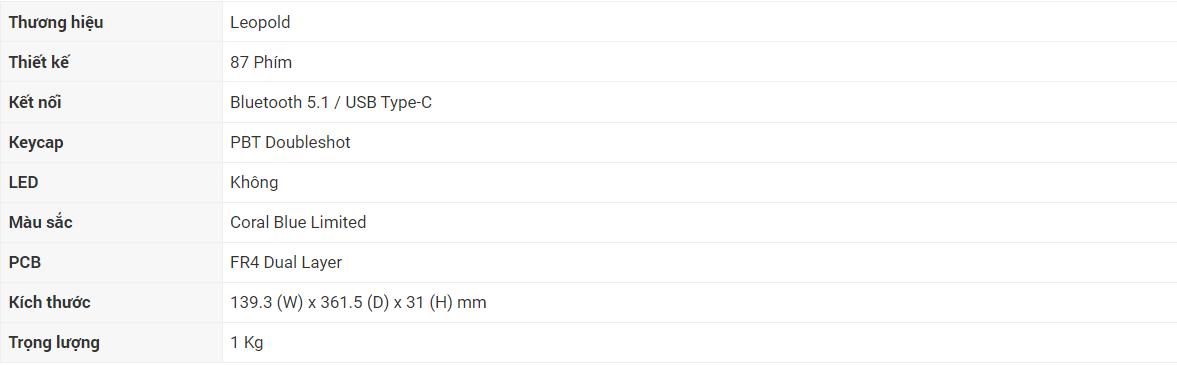 Thương hiệu Leopold
Thiết kế 87 Phím
Kết nối Bluetooth 5.1 / USB Type-C
Keycap PBT Doubleshot
LED Không
Màu sắc Coral Blue Limited
PCB FR4 Dual Layer
Kích thước 139.3 (W) x 361.5 (D) x 31 (H) mm
Trọng lượng 1 Kg